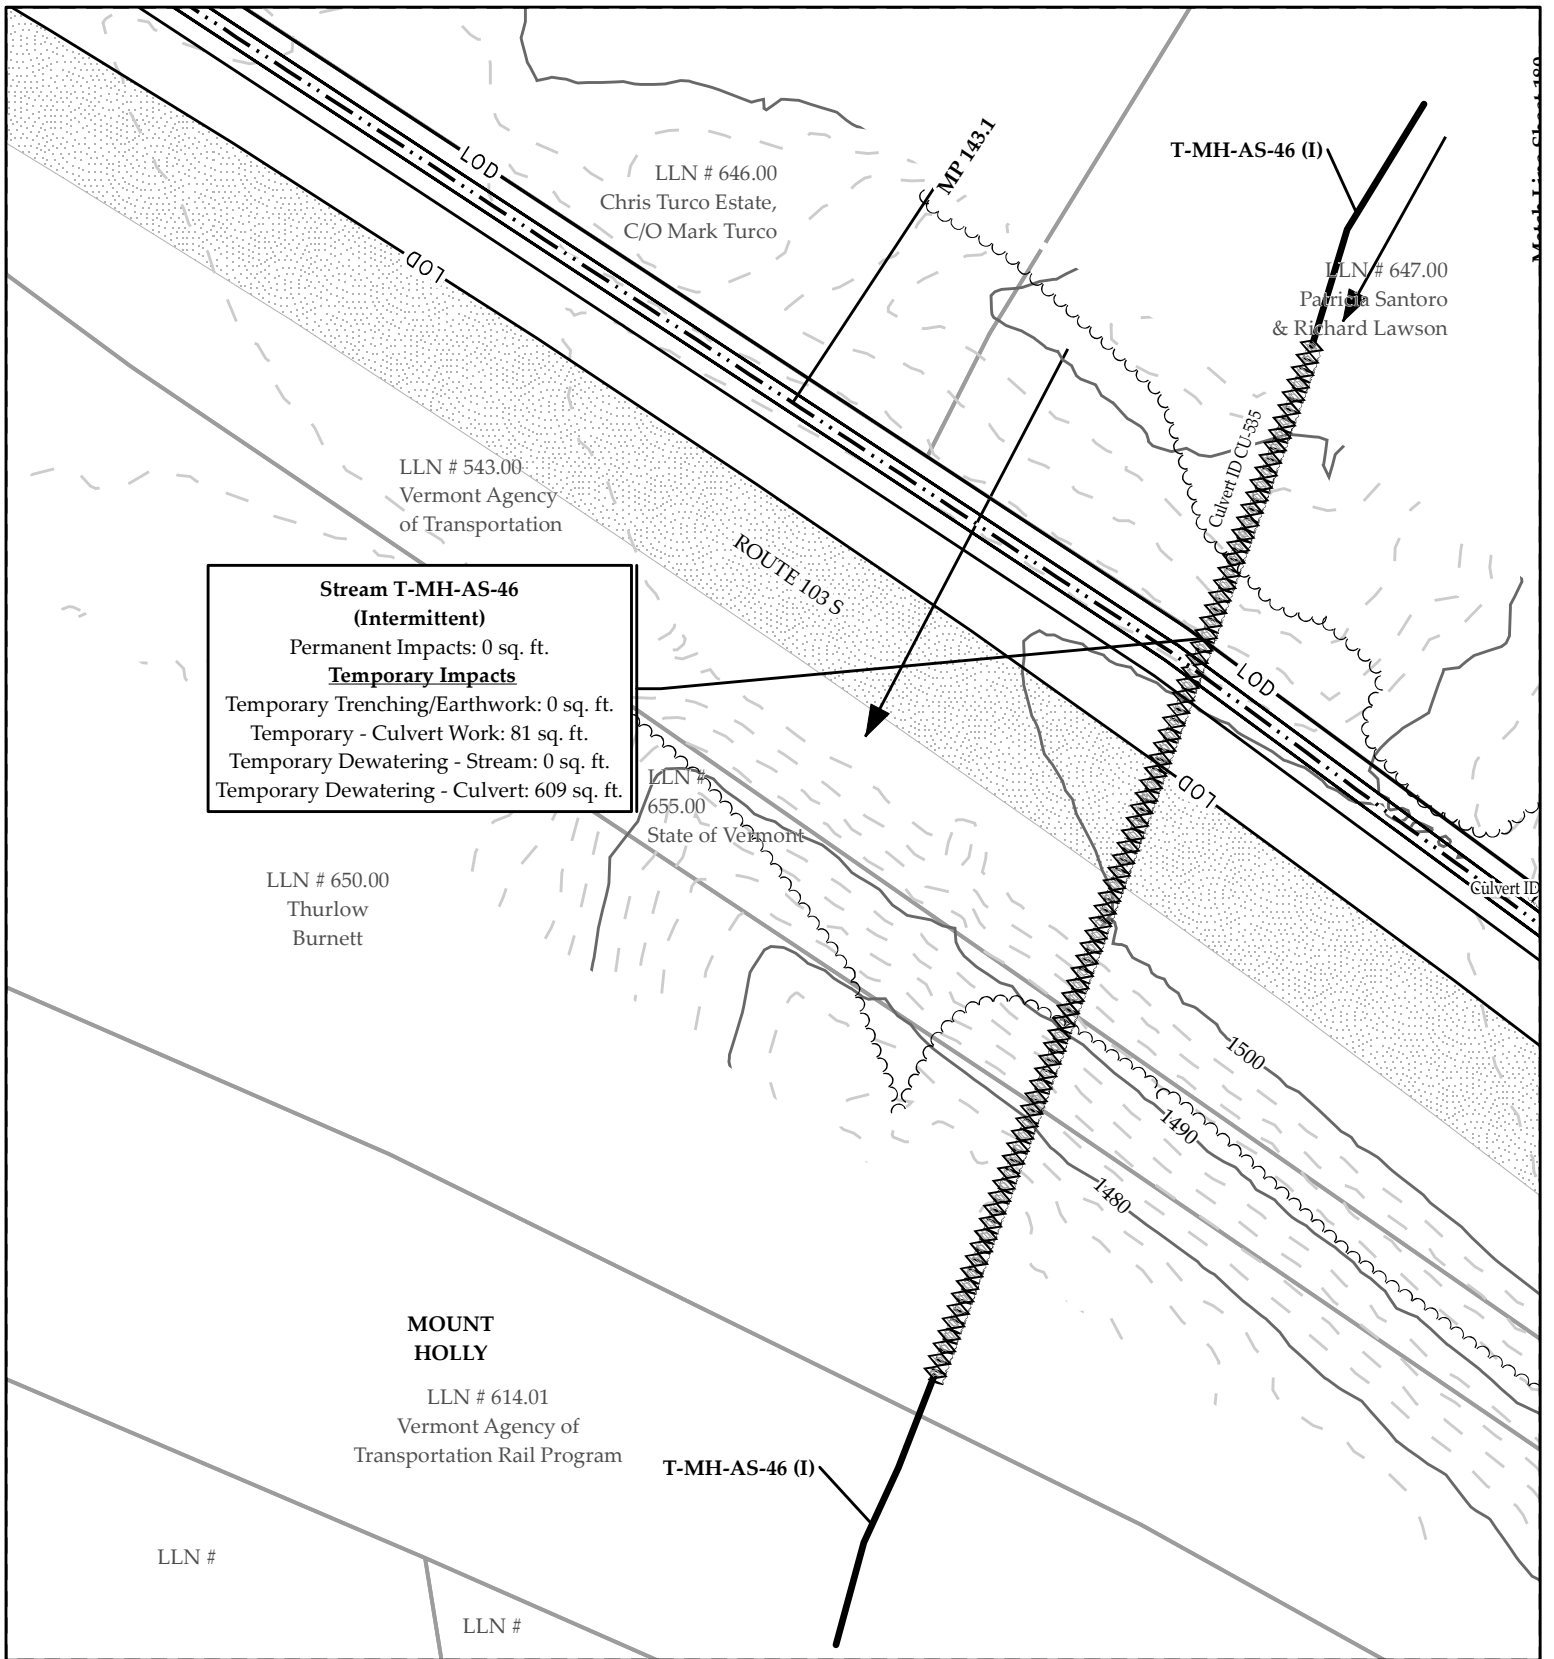 LOD
LLN # 646.00
Chris Turco Estate,
C/O Mark Turco
MP 143.1
T-MH-AS-46 (I)
LLN # 647.00
Patricia Santoro
& Richard Lawson
LOD
Culvert ID CU-535
LLN # 543.00
Vermont Agency
of Transportation
ROUTE 103 S
Stream T-MH-AS-46
(Intermittent)
Permanent Impacts: 0 sq. ft.
Temporary Impacts
Temporary Trenching/Earthwork: 0 sq. ft.
Temporary - Culvert Work: 81 sq. ft.
Temporary Dewatering - Stream: 0 sq. ft.
Temporary Dewatering - Culvert: 609 sq. ft.
LOD
LOD
LLN #
655.00
State of Vermont
Culvert ID
LLN # 650.00
Thurlow
Burnett
1500
1490
1480
MOUNT
HOLLY
LLN # 614.01
Vermont Agency of
Transportation Rail Program
T-MH-AS-46 (I)
LLN #
LLN #